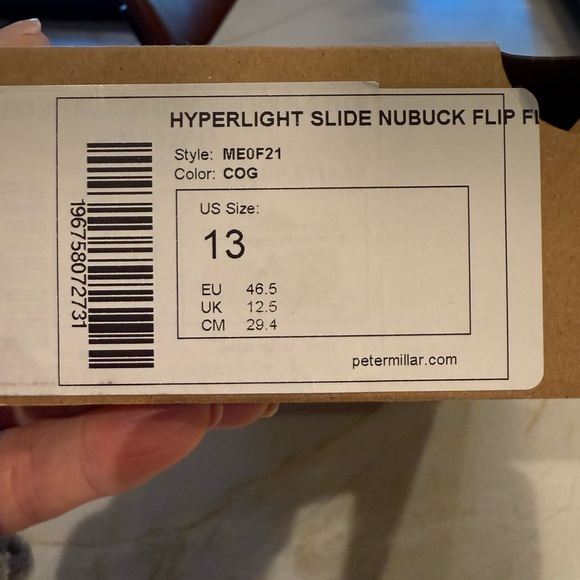 HYPERLIGHT SLIDE NUBUCK FLIP FL
Style: ME0F21
Color: COG
US Size:
13
EU 46.5
UK 12.5
CM 29.4
petermillar.com
196758072731